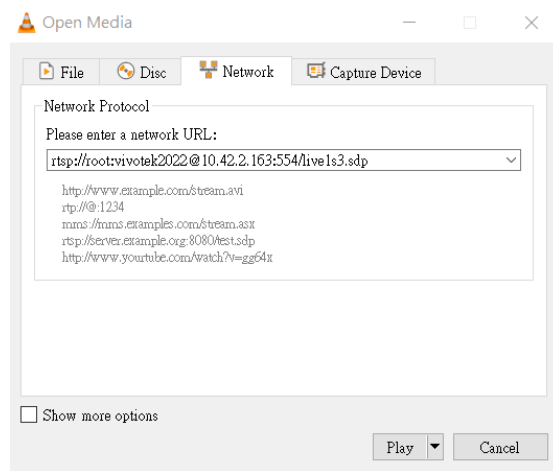 Open Media
File Disc Network Capture Device
Network Protocol
Please enter a network URL:
rtsp://root:vivotek2022@10.42.2.163:554/live1s3.sdp
http://www.example.com/stream.avi
rtp://@:1234
mms://mms.examples.com/stream.asx
rtsp://server.example.org:8080/test.sdp
http://www.yourtube.com/watch?v=gg64x
Show more options
Play Cancel